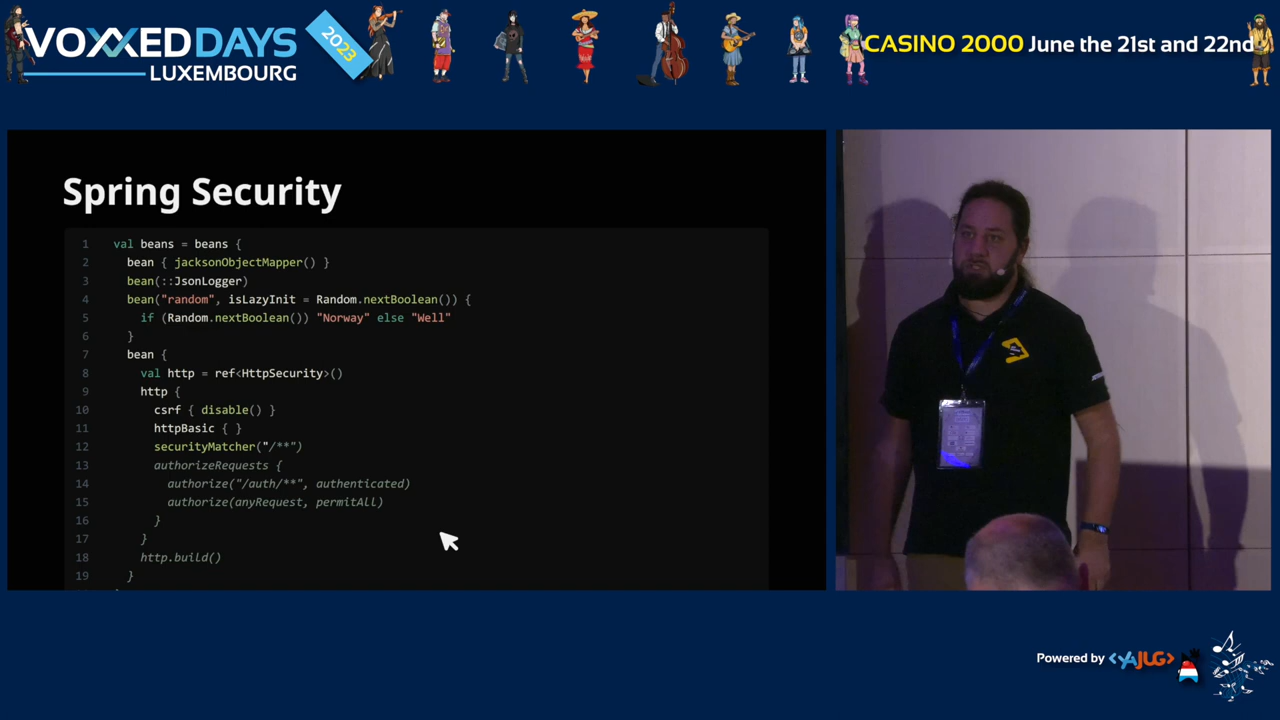 VOXXEDDAYS
LUXEMBOURG
2023
CASINO 2000 June the 21st and 22nd
Spring Security
1 val beans = beans {
2 bean { jacksonObjectMapper() }
3 bean(::JsonLogger)
4 bean("random", isLazyInit = Random.nextBoolean()) {
5 if (Random.nextBoolean()) "Norway" else "Well"
6 }
7 bean {
8 val http = ref<HttpSecurity>()
9 http {
10 csrf { disable() }
11 httpBasic { }
12 securityMatcher("/**")
13 authorizeRequests {
14 authorize("/auth/**", authenticated)
15 authorize(anyRequest, permitAll)
16 }
17 }
18 http.build()
19 }
Powered by <YAJUG>